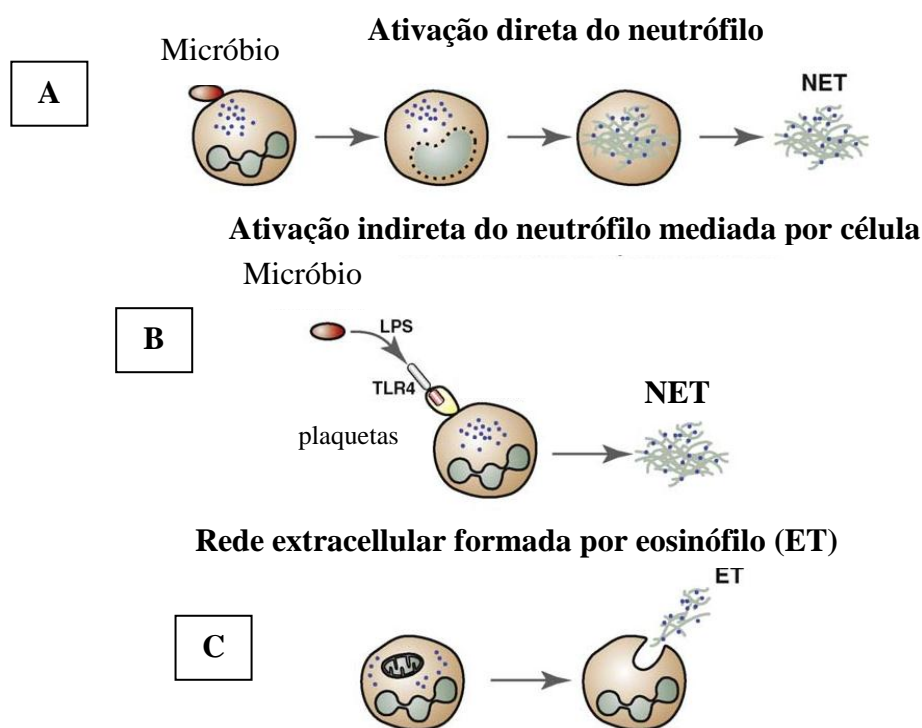 Ativação direta do neutrófilo
Micróbio
A
NET
Ativação indireta do neutrófilo mediada por célula
Micróbio
B
LPS
TLR4
NET
plaquetas
Rede extracellular formada por eosinófilo (ET)
ET
C